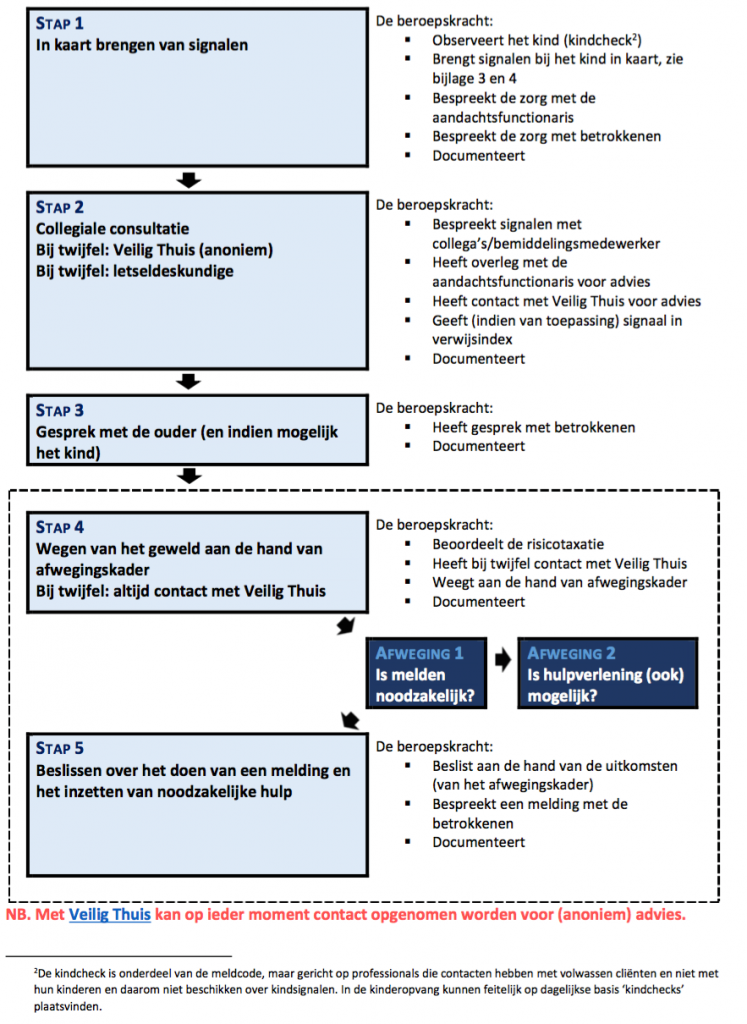 STAP 1
In kaart brengen van signalen
De beroepskracht:
▪ Observeert het kind (kindcheck²)
▪ Brengt signalen bij het kind in kaart, zie
bijlage 3 en 4
▪ Bespreekt de zorg met de
aandachtsfunctionaris
▪ Bespreekt de zorg met betrokkenen
▪ Documenteert
STAP 2
Collegiale consultatie
Bij twijfel: Veilig Thuis (anoniem)
Bij twijfel: letseldeskundige
De beroepskracht:
▪ Bespreekt signalen met
collega's/bemiddelingsmedewerker
▪ Heeft overleg met de
aandachtsfunctionaris voor advies
▪ Heeft contact met Veilig Thuis voor advies
▪ Geeft (indien van toepassing) signaal in
verwijsindex
▪ Documenteert
STAP 3
Gesprek met de ouder (en indien mogelijk
het kind)
De beroepskracht:
▪ Heeft gesprek met betrokkenen
▪ Documenteert
STAP 4
Wegen van het geweld aan de hand van
afwegingskader
Bij twijfel: altijd contact met Veilig Thuis
De beroepskracht:
▪ Beoordeelt de risicotaxatie
▪ Heeft bij twijfel contact met Veilig Thuis
▪ Weegt aan de hand van afwegingskader
▪ Documenteert
AFWEGING 1
Is melden
noodzakelijk?
AFWEGING 2
Is hulpverlening (ook)
mogelijk?
STAP 5
Beslissen over het doen van een melding en
het inzetten van noodzakelijke hulp
De beroepskracht:
▪ Beslist aan de hand van de uitkomsten
(van het afwegingskader)
▪ Bespreekt een melding met de
betrokkenen
▪ Documenteert
NB. Met Veilig Thuis kan op ieder moment contact opgenomen worden voor (anoniem) advies.
²De kindcheck is onderdeel van de meldcode, maar gericht op professionals die contacten hebben met volwassen cliënten en niet met
hun kinderen en daarom niet beschikken over kindsignalen. In de kinderopvang kunnen feitelijk op dagelijkse basis ‘kindchecks’
plaatsvinden.